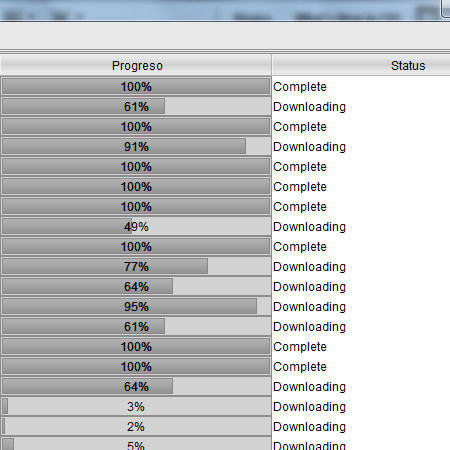 Progreso Status
100% Complete
61% Downloading
100% Complete
91% Downloading
100% Complete
100% Complete
100% Complete
49% Downloading
100% Complete
77% Downloading
64% Downloading
95% Downloading
61% Downloading
100% Complete
100% Complete
64% Downloading
3% Downloading
2% Downloading
5% Downloading